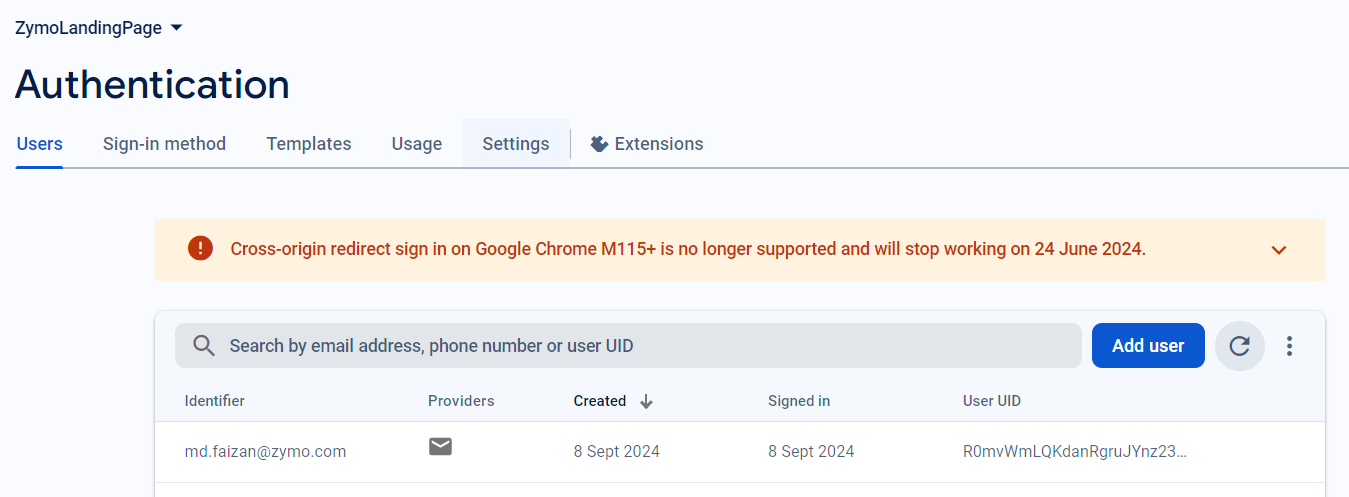 ZymoLandingPage
Authentication
Users Sign-in method Templates Usage Settings Extensions
Cross-origin redirect sign in on Google Chrome M115+ is no longer supported and will stop working on 24 June 2024.
Search by email address, phone number or user UID Add user
Identifier Providers Created Signed in User UID
md.faizan@zymo.com 8 Sept 2024 8 Sept 2024 R0mvWmLQKdanRgruJYnz23…